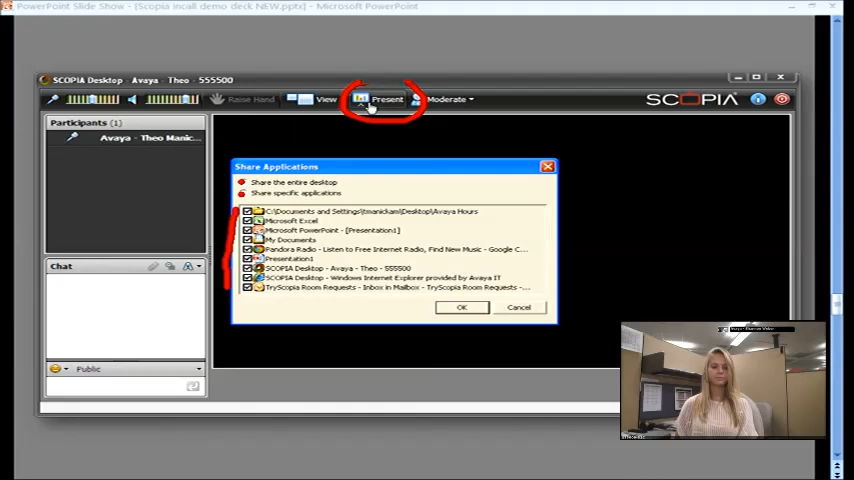 PowerPoint Slide Show - [Scopia incall demo deck NEW.pptx] - Microsoft PowerPoint
SCOPIA Desktop - Avaya - Theo - 555500
Raise Hand View Present Moderate SCOPIA
Participants (1)
Avaya - Theo Manic...
Share Applications
Share the entire desktop
Share specific applications
C:\Documents and Settings\tmanickam\Desktop\Avaya Hours
Microsoft Excel
Microsoft PowerPoint - [Presentation1]
My Documents
Pandora Radio - Listen to Free Internet Radio, Find New Music - Google C...
Presentation1
SCOPIA Desktop - Avaya - Theo - 555500
SCOPIA Desktop - Windows Internet Explorer provided by Avaya IT
TryScopia Room Requests - Inbox in Mailbox - TryScopia Room Requests -...
OK Cancel
Chat
Public